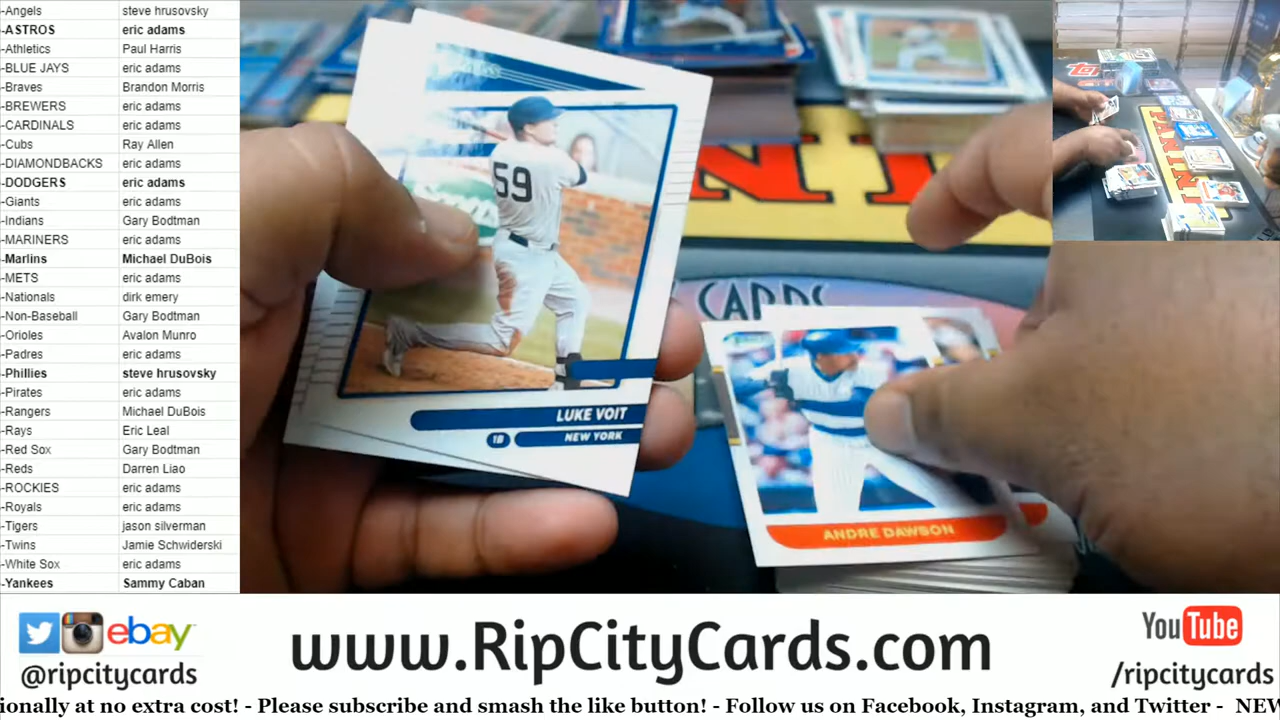 -Angels steve hrusovsky
-ASTROS eric adams
-Athletics Paul Harris
-BLUE JAYS eric adams
-Braves Brandon Morris
-BREWERS eric adams
-CARDINALS eric adams
-Cubs Ray Allen
-DIAMONDBACKS eric adams
-DODGERS eric adams
-Giants eric adams
-Indians Gary Bodtman
-MARINERS eric adams
-Marlins Michael DuBois
-METS eric adams
-Nationals dirk emery
-Non-Baseball Gary Bodtman
-Orioles Avalon Munro
-Padres eric adams
-Phillies steve hrusovsky
-Pirates eric adams
-Rangers Michael DuBois
-Rays Eric Leal
-Red Sox Gary Bodtman
-Reds Darren Liao
-ROCKIES eric adams
-Royals eric adams
-Tigers jason silverman
-Twins Jamie Schwiderski
-White Sox eric adams
-Yankees Sammy Caban
59
LUKE VOIT
1B NEW YORK
CARDS
ANDRE DAWSON
PANINI
ebay
@ripcitycards
www.RipCityCards.com
YouTube
/ripcitycards
ionally at no extra cost! - Please subscribe and smash the like button! - Follow us on Facebook, Instagram, and Twitter - NEV